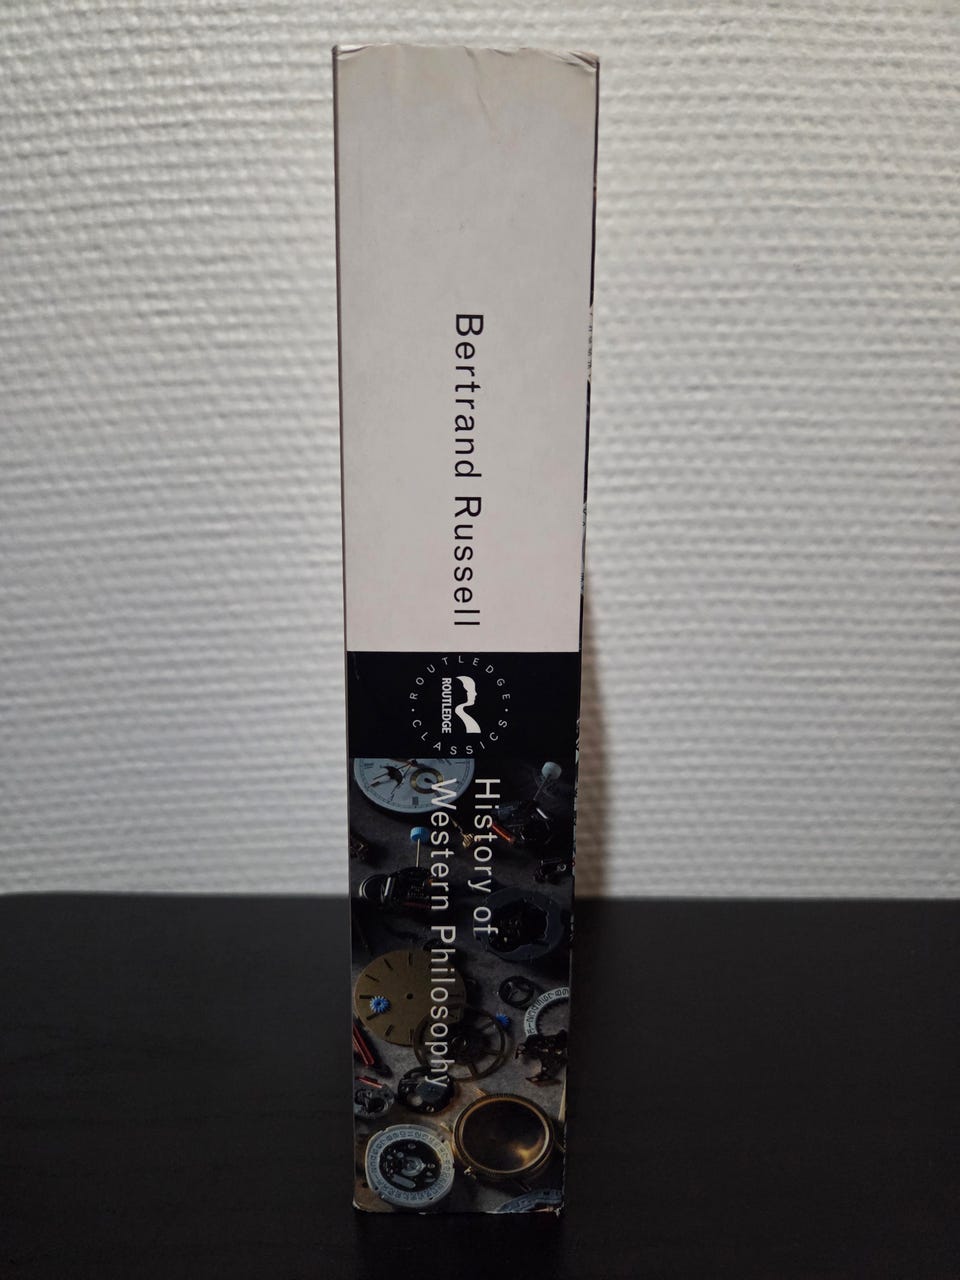 Bertrand Russell
ROUTLEDGE
ROUTLEDGE · CLASSICS ·
History of
Western Philosophy